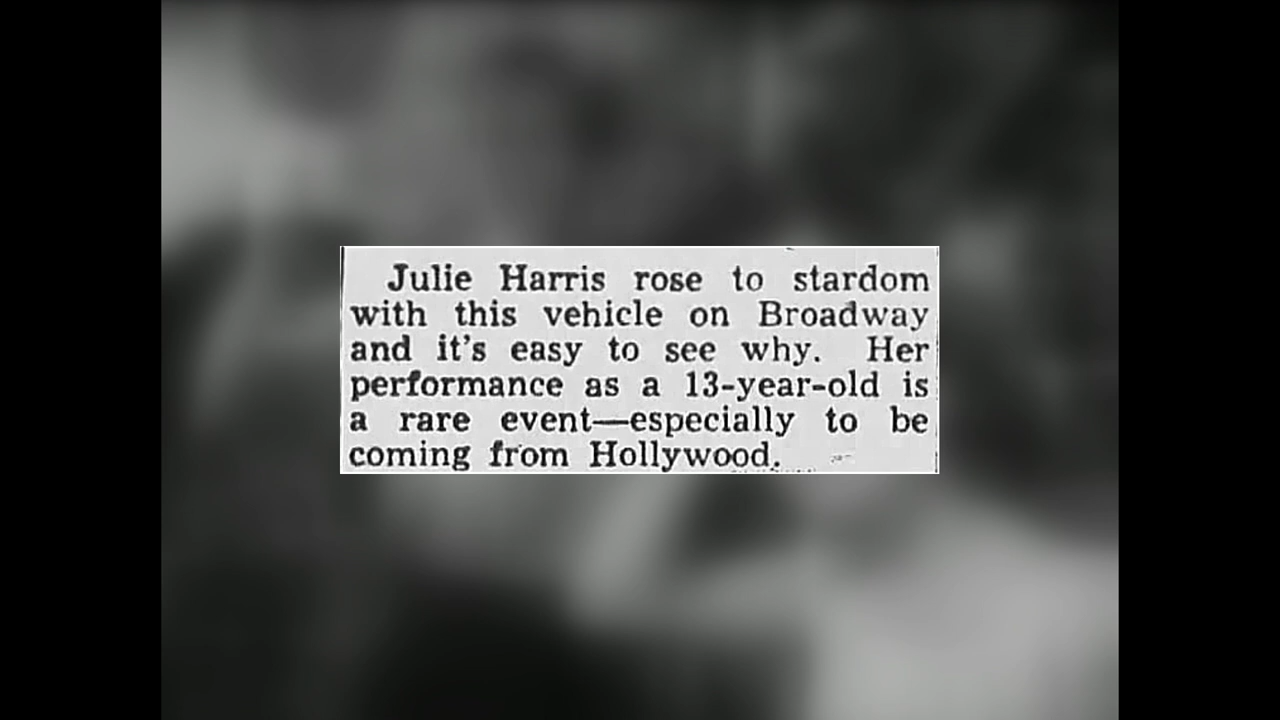 Julie Harris rose to stardom
with this vehicle on Broadway
and it's easy to see why. Her
performance as a 13-year-old is
a rare event—especially to be
coming from Hollywood.